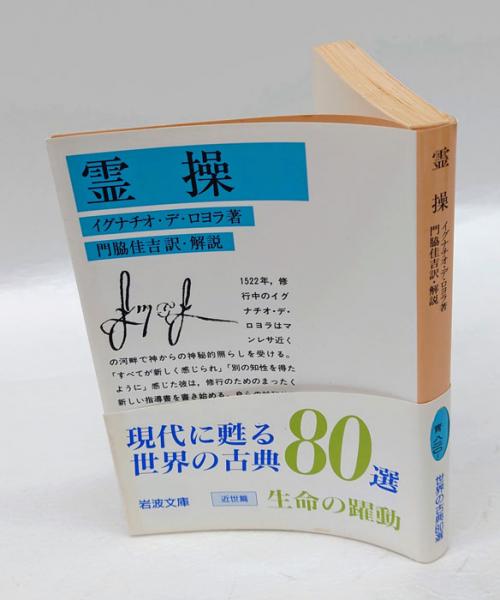 霊操
イグナチオ・デ・ロヨラ著
門脇佳吉訳・解説
1522年，修
行中のイグ
ナチオ・デ・
ロヨラはマ
ンレサ近く
の河畔で神からの神秘的照らしを受ける。
「すべてが新しく感じられ」「別の知性を得た
ように」感じた彼は，修行のためのまったく
新しい指導書を書き始める。
現代に甦る
世界の古典
80選
岩波文庫
近世篇
生命の躍動
霊操
イグナチオ・デ・ロヨラ著
門脇佳吉訳・解説
世界の古典80選